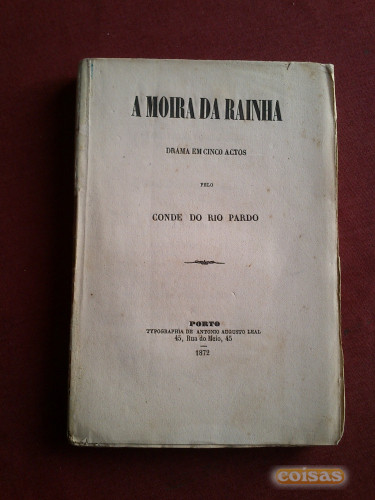 A MOIRA DA RAINHA
DRAMA EM CINCO ACTOS
PELO
CONDE DO RIO PARDO
PORTO
TYPOGRAPHIA DE ANTONIO AUGUSTO LEAL
45, Rua do Meio, 45
1872
coisas